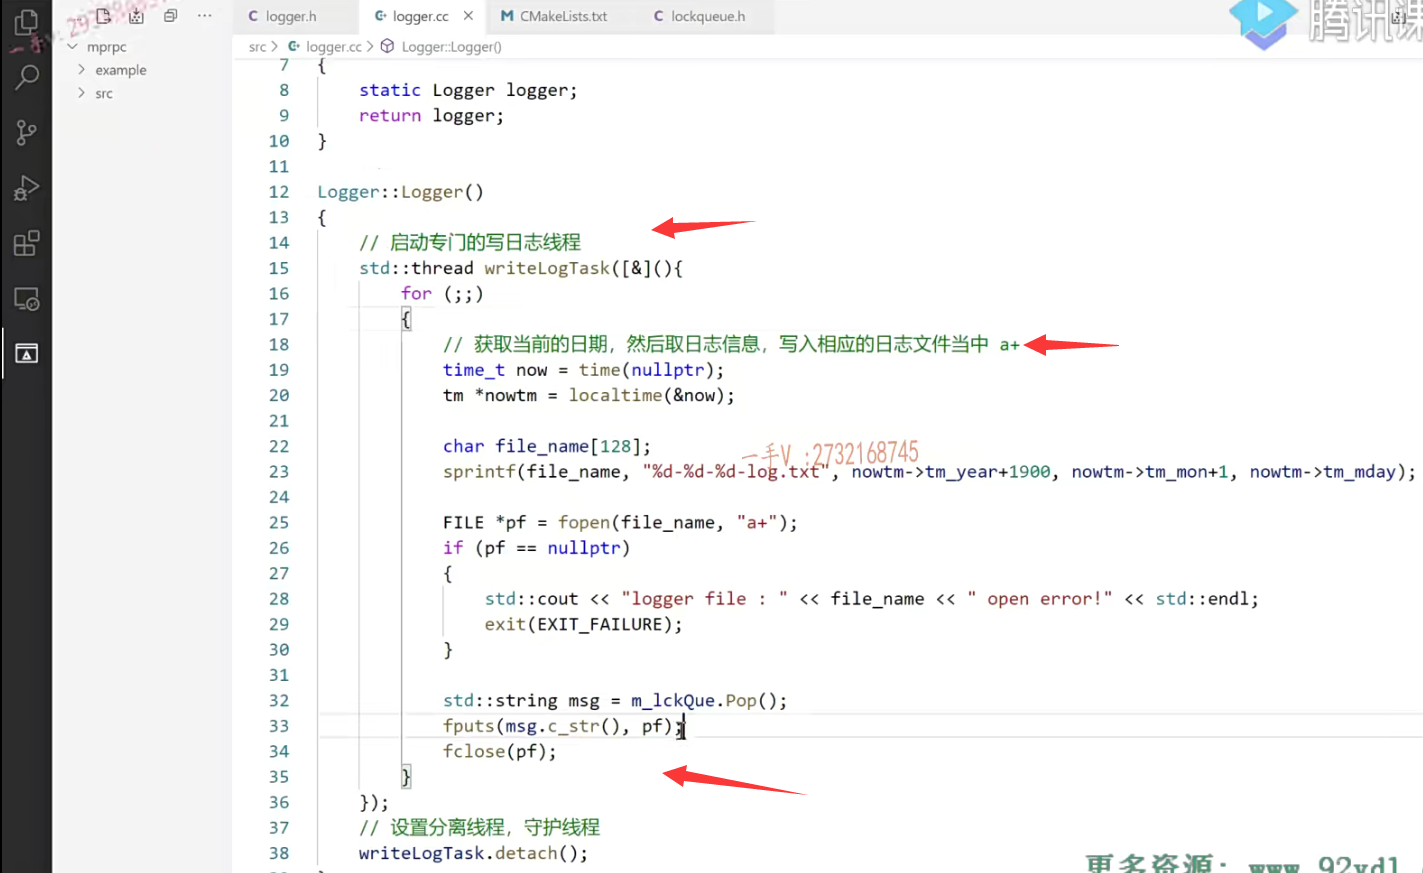 logger.h
logger.cc
CMakeLists.txt
lockqueue.h
腾讯课
mprpc
example
src
src > logger.cc > Logger::Logger()
7 {
8 static Logger logger;
9 return logger;
10 }
11
12 Logger::Logger()
13 {
14 // 启动专门的写日志线程
15 std::thread writeLogTask([&](){
16 for (;;)
17 {
18 // 获取当前的日期，然后取日志信息，写入相应的日志文件当中 a+
19 time_t now = time(nullptr);
20 tm *nowtm = localtime(&now);
21
22 char file_name[128];
一手V :2732168745
23 sprintf(file_name, "%d-%d-%d-log.txt", nowtm->tm_year+1900, nowtm->tm_mon+1, nowtm->tm_mday);
24
25 FILE *pf = fopen(file_name, "a+");
26 if (pf == nullptr)
27 {
28 std::cout << "logger file : " << file_name << " open error!" << std::endl;
29 exit(EXIT_FAILURE);
30 }
31
32 std::string msg = m_lckQue.Pop();
33 fputs(msg.c_str(), pf);
34 fclose(pf);
35 }
36 });
37 // 设置分离线程，守护线程
38 writeLogTask.detach();
更多资源: